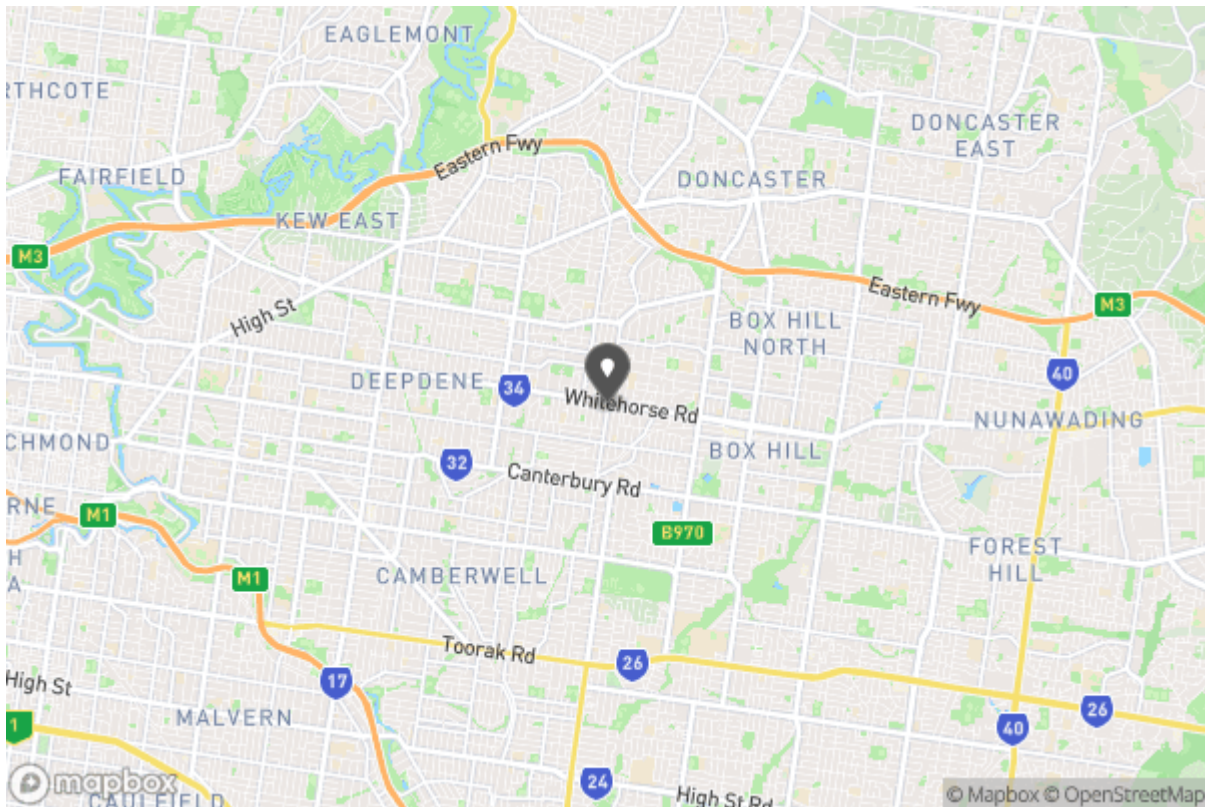 EAGLEMONT
RTHCOTE
DONCASTER
EAST
Eastern Fwy
FAIRFIELD
DONCASTER
KEW EAST
M3
Eastern Fwy
M3
High St
BOX HILL
NORTH
DEEPDENE
34
40
Whitehorse Rd
NUNAWADING
CHMOND
BOX HILL
32
Canterbury Rd
RNE
M1
B970
FOREST
HILL
H
A
M1
CAMBERWELL
Toorak Rd
26
High St
17
26
MALVERN
1
40
mapbox
24
High St Rd
CAULFIELD
© Mapbox © OpenStreetMap